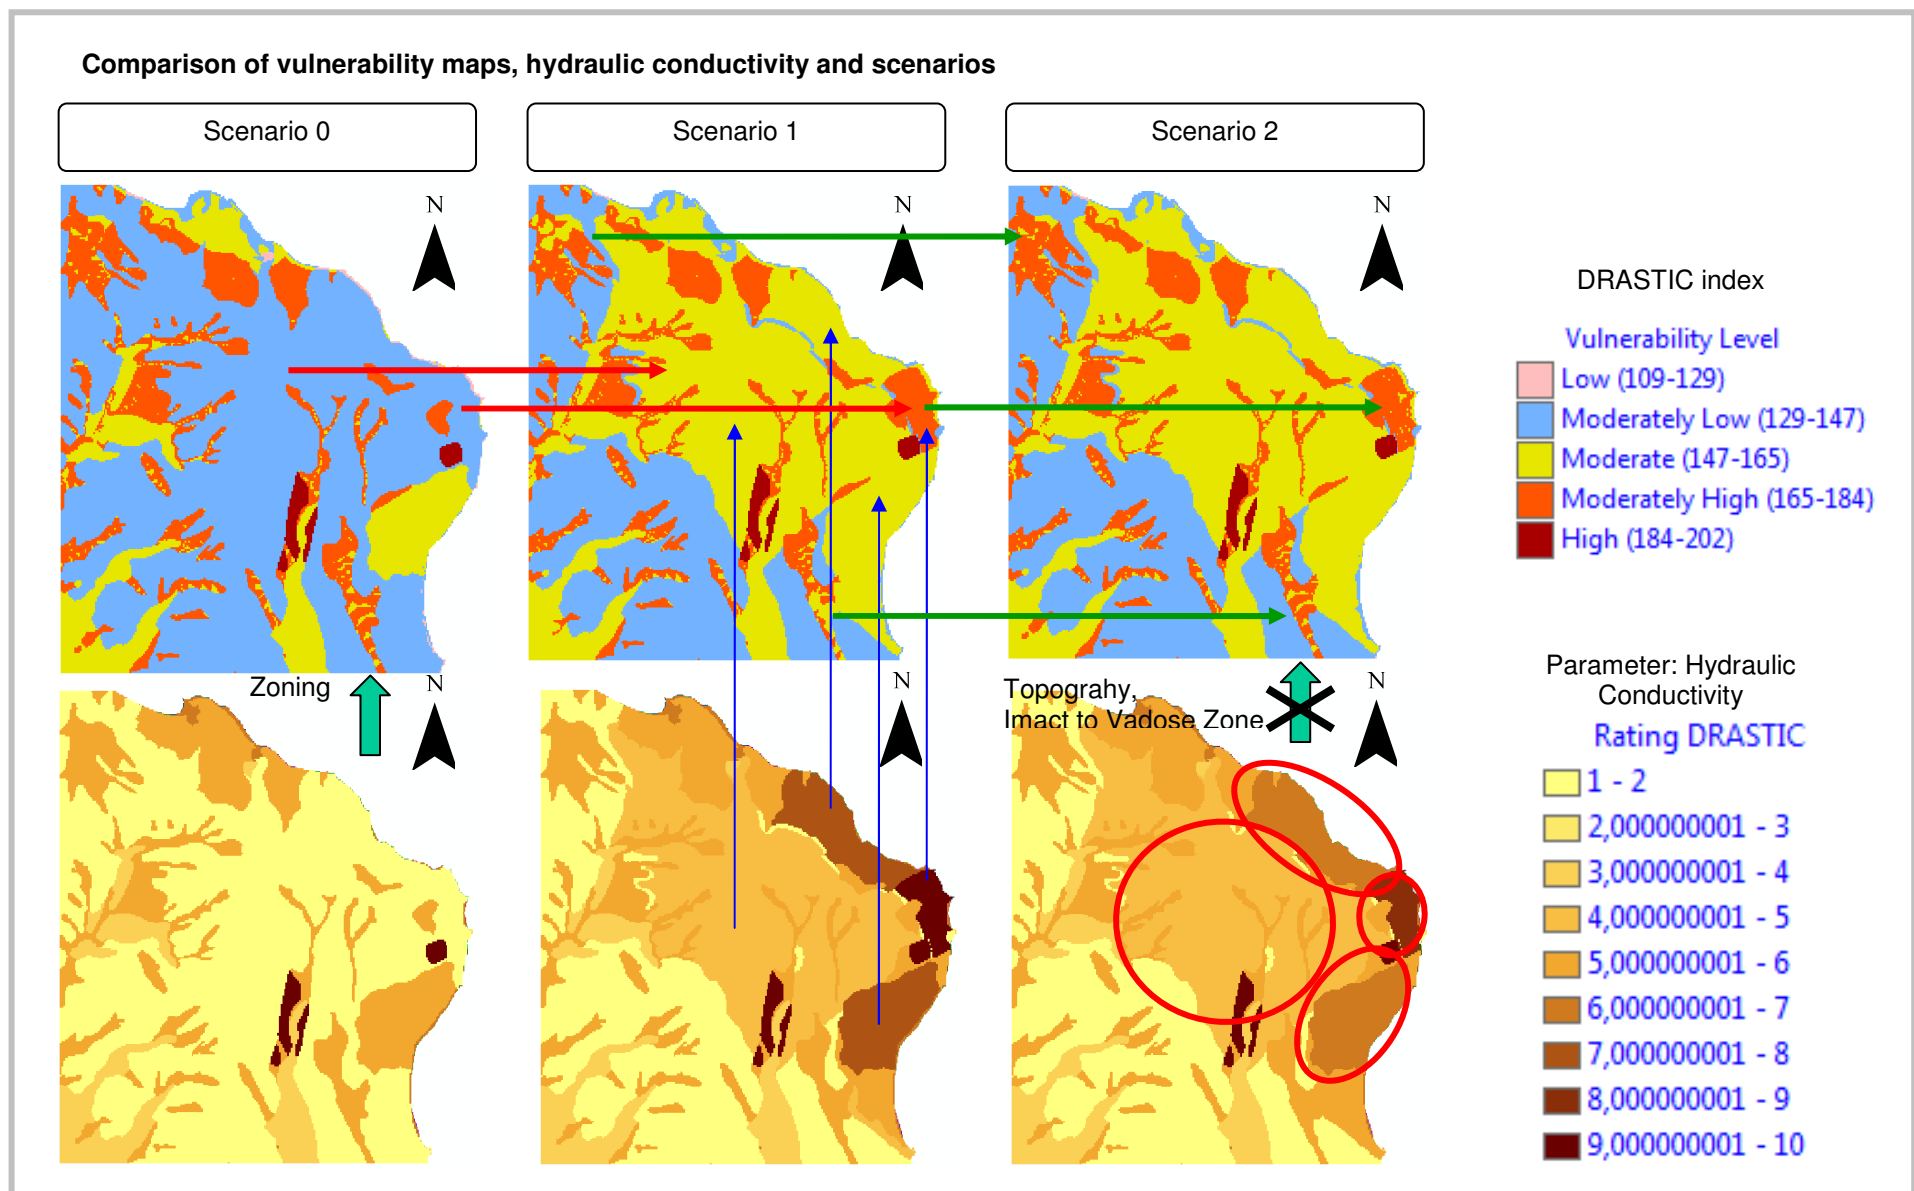 Comparison of vulnerability maps, hydraulic conductivity and scenarios
Scenario 0
Scenario 1
Scenario 2
N
N
N
DRASTIC index
Vulnerability Level
Low (109-129)
Moderately Low (129-147)
Moderate (147-165)
Moderately High (165-184)
High (184-202)
Zoning
N
N
Topograhy,
Imact to Vadose Zone
N
Parameter: Hydraulic
Conductivity
Rating DRASTIC
1 - 2
2,000000001 - 3
3,000000001 - 4
4,000000001 - 5
5,000000001 - 6
6,000000001 - 7
7,000000001 - 8
8,000000001 - 9
9,000000001 - 10